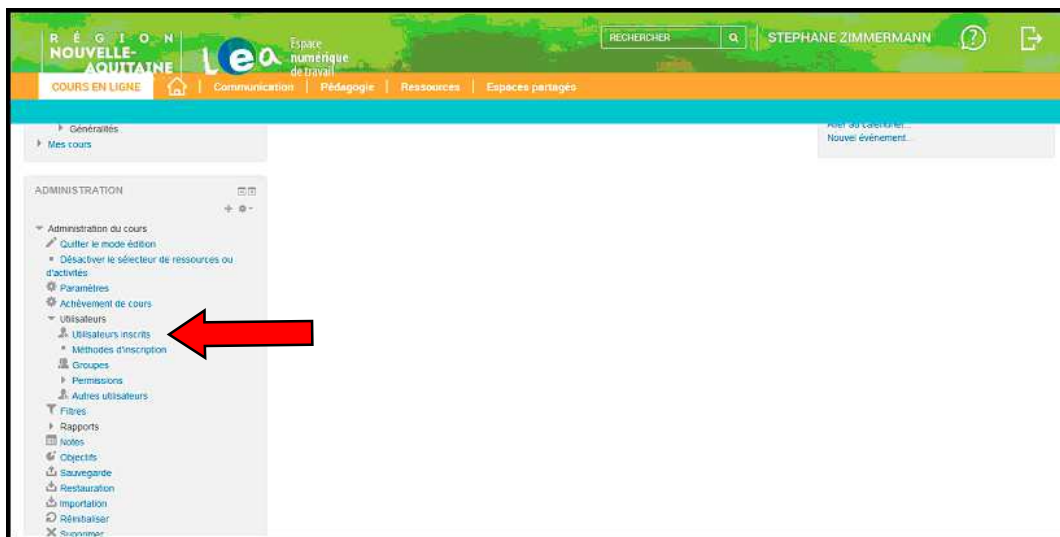 RÉGION
NOUVELLE-
AQUITAINE
Lea
Espace
numérique
de travail
RECHERCHER
STEPHANE ZIMMERMANN
?
COURS EN LIGNE
Communication
Pédagogie
Ressources
Espaces partagés
Généralités
Mes cours
Aller au calendrier...
Nouvel événement...
ADMINISTRATION
Administration du cours
Quitter le mode édition
Désactiver le sélecteur de ressources ou
d'activités
Paramètres
Achèvement de cours
Utilisateurs
Utilisateurs inscrits
Méthodes d'inscription
Groupes
Permissions
Autres utilisateurs
Filtres
Rapports
Notes
Objectifs
Sauvegarde
Restauration
Importation
Réinitialiser
Supprimer